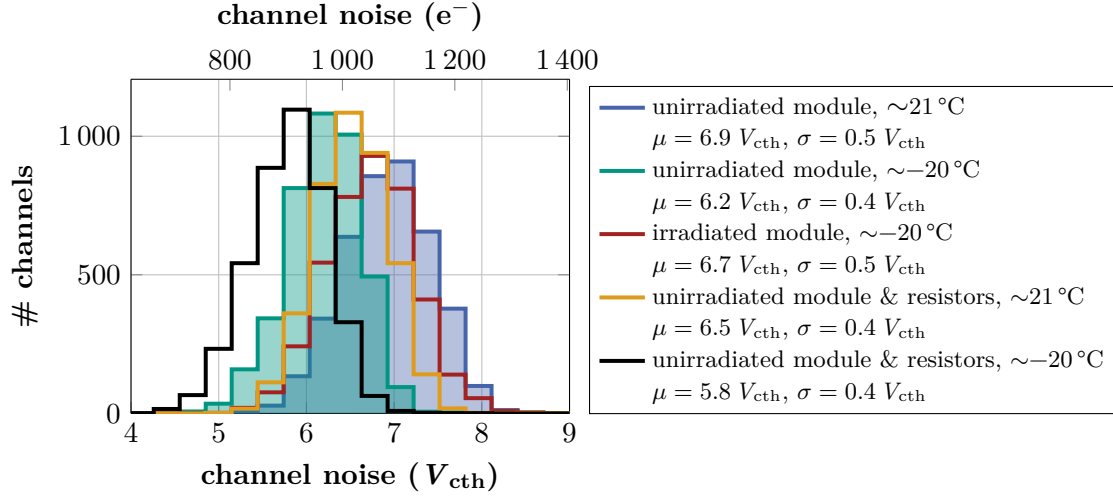 channel noise (e⁻)
800 1 000 1 200 1 400
# channels
1 000
500
0
4 5 6 7 8 9
channel noise (V_cth)
unirradiated module, ∼21 °C
μ = 6.9 V_cth, σ = 0.5 V_cth
unirradiated module, ∼−20 °C
μ = 6.2 V_cth, σ = 0.4 V_cth
irradiated module, ∼−20 °C
μ = 6.7 V_cth, σ = 0.5 V_cth
unirradiated module & resistors, ∼21 °C
μ = 6.5 V_cth, σ = 0.4 V_cth
unirradiated module & resistors, ∼−20 °C
μ = 5.8 V_cth, σ = 0.4 V_cth